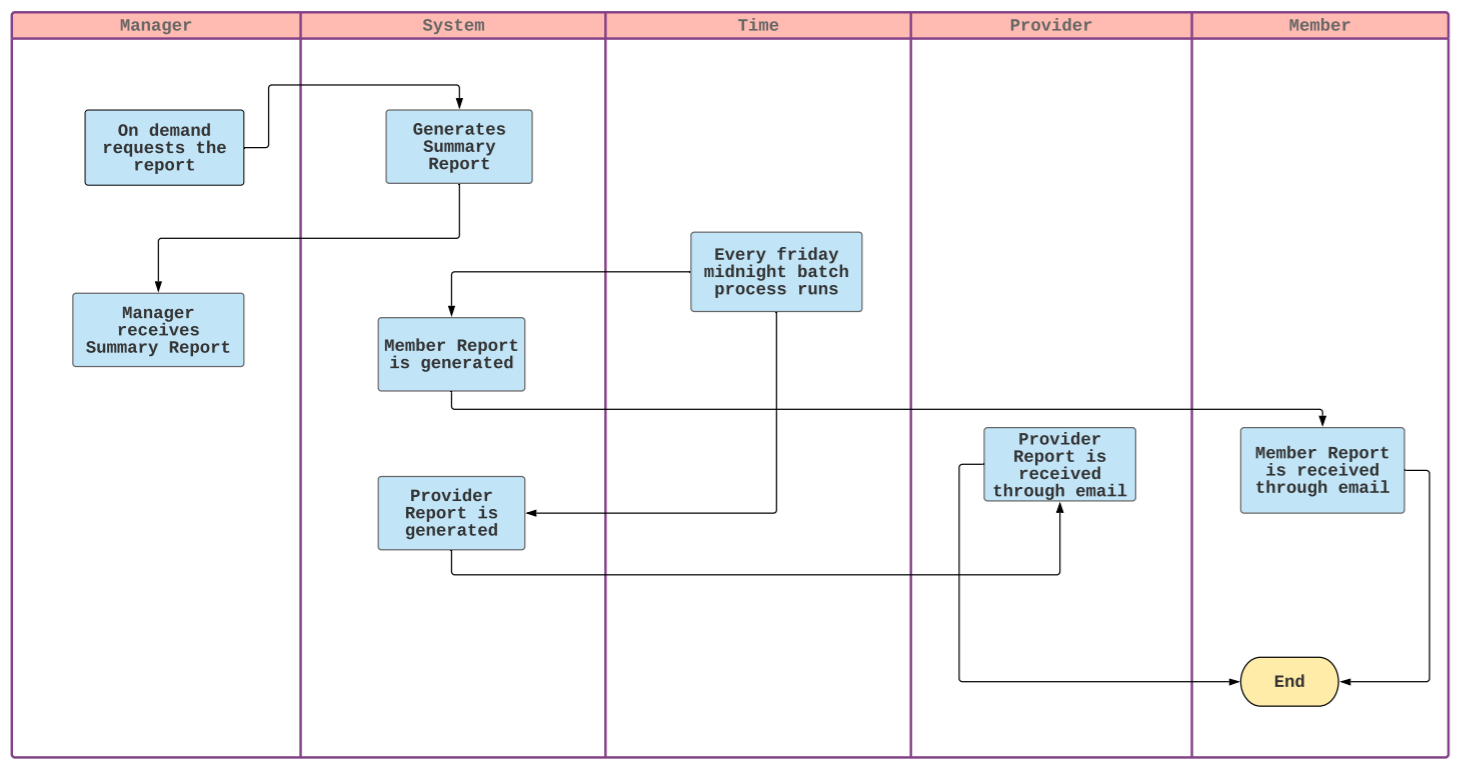 Manager
System
Time
Provider
Member
On demand
requests the
report
Generates
Summary
Report
Every friday
midnight batch
process runs
Manager
receives
Summary Report
Member Report
is generated
Provider
Report is
received
through email
Member Report
is received
through email
Provider
Report is
generated
End